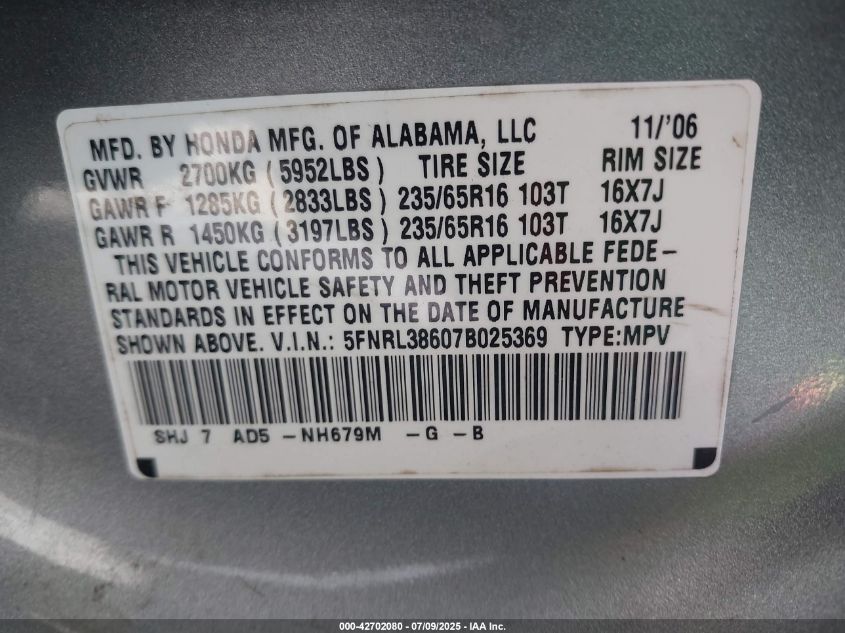 MFD. BY HONDA MFG. OF ALABAMA, LLC 11/'06
GVWR 2700KG ( 5952LBS ) TIRE SIZE RIM SIZE
GAWR F 1285KG ( 2833LBS ) 235/65R16 103T 16X7J
GAWR R 1450KG ( 3197LBS ) 235/65R16 103T 16X7J
THIS VEHICLE CONFORMS TO ALL APPLICABLE FEDE-
RAL MOTOR VEHICLE SAFETY AND THEFT PREVENTION
STANDARDS IN EFFECT ON THE DATE OF MANUFACTURE
SHOWN ABOVE. V.I.N.: 5FNRL38607B025369 TYPE:MPV
SHJ 7 AD5 -NH679M -G -B
000-42702080 - 07/09/2025 - IAA Inc.